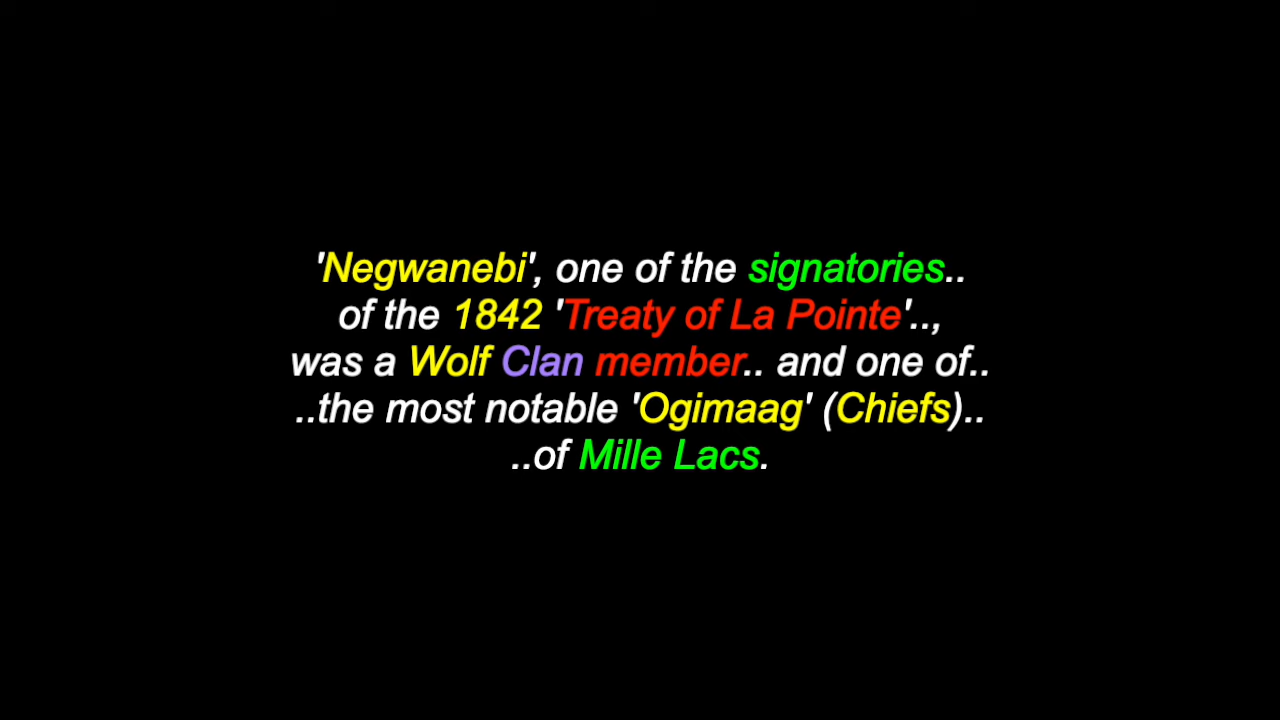 'Negwanebi', one of the signatories..
of the 1842 'Treaty of La Pointe'..,
was a Wolf Clan member.. and one of..
..the most notable 'Ogimaag' (Chiefs)..
..of Mille Lacs.